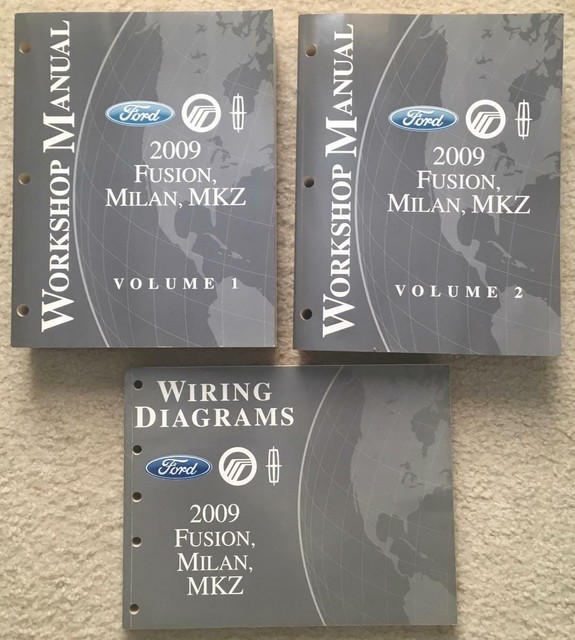 WORKSHOP MANUAL
Ford
2009
FUSION,
MILAN, MKZ
VOLUME 1
WORKSHOP MANUAL
Ford
2009
FUSION,
MILAN, MKZ
VOLUME 2
WIRING
DIAGRAMS
Ford
2009
FUSION,
MILAN,
MKZ